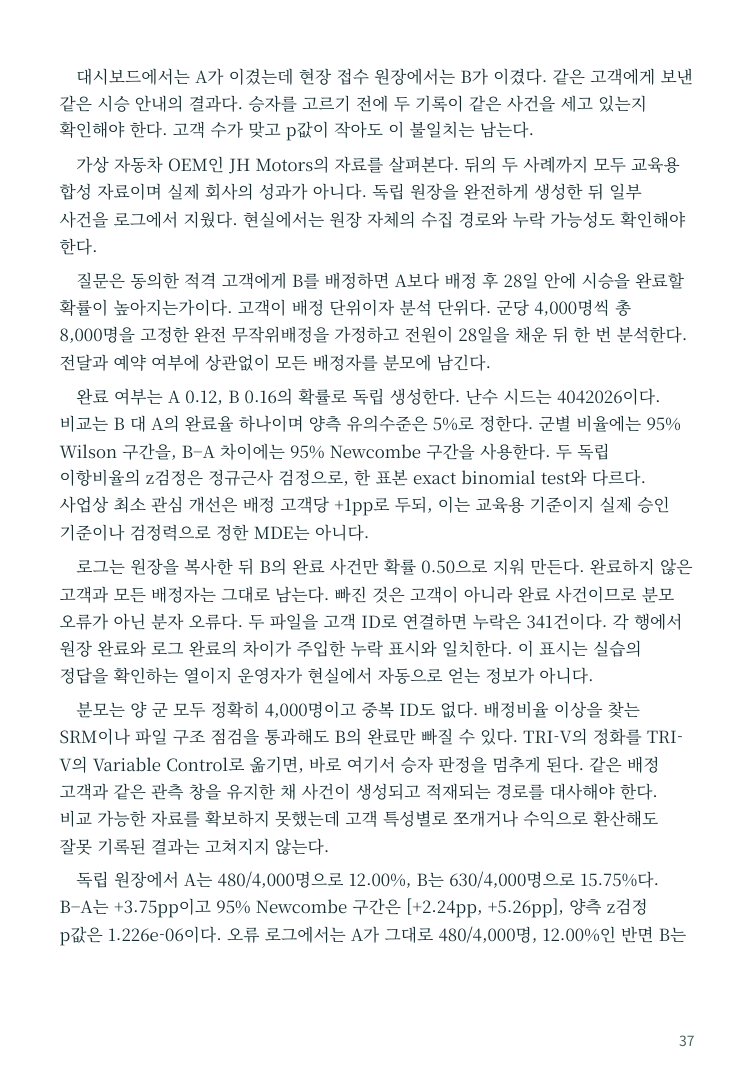 대시보드에서는 A가 이겼는데 현장 접수 원장에서는 B가 이겼다. 같은 고객에게 보낸
같은 시승 안내의 결과다. 승자를 고르기 전에 두 기록이 같은 사건을 세고 있는지
확인해야 한다. 고객 수가 맞고 p값이 작아도 이 불일치는 남는다.
가상 자동차 OEM인 JH Motors의 자료를 살펴본다. 뒤의 두 사례까지 모두 교육용
합성 자료이며 실제 회사의 성과가 아니다. 독립 원장을 완전하게 생성한 뒤 일부
사건을 로그에서 지웠다. 현실에서는 원장 자체의 수집 경로와 누락 가능성도 확인해야
한다.
질문은 동의한 적격 고객에게 B를 배정하면 A보다 배정 후 28일 안에 시승을 완료할
확률이 높아지는가이다. 고객이 배정 단위이자 분석 단위다. 군당 4,000명씩 총
8,000명을 고정한 완전 무작위배정을 가정하고 전원이 28일을 채운 뒤 한 번 분석한다.
전달과 예약 여부에 상관없이 모든 배정자를 분모에 남긴다.
완료 여부는 A 0.12, B 0.16의 확률로 독립 생성한다. 난수 시드는 4042026이다.
비교는 B 대 A의 완료율 하나이며 양측 유의수준은 5%로 정한다. 군별 비율에는 95%
Wilson 구간을, B−A 차이에는 95% Newcombe 구간을 사용한다. 두 독립
이항비율의 z검정은 정규근사 검정으로, 한 표본 exact binomial test와 다르다.
사업상 최소 관심 개선은 배정 고객당 +1pp로 두되, 이는 교육용 기준이지 실제 승인
기준이나 검정력으로 정한 MDE는 아니다.
로그는 원장을 복사한 뒤 B의 완료 사건만 확률 0.50으로 지워 만든다. 완료하지 않은
고객과 모든 배정자는 그대로 남는다. 빠진 것은 고객이 아니라 완료 사건이므로 분모
오류가 아닌 분자 오류다. 두 파일을 고객 ID로 연결하면 누락은 341건이다. 각 행에서
원장 완료와 로그 완료의 차이가 주입한 누락 표시와 일치한다. 이 표시는 실습의
정답을 확인하는 열이지 운영자가 현실에서 자동으로 얻는 정보가 아니다.
분모는 양 군 모두 정확히 4,000명이고 중복 ID도 없다. 배정비율 이상을 찾는
SRM이나 파일 구조 점검을 통과해도 B의 완료만 빠질 수 있다. TRI-V의 정화를 TRI-
V의 Variable Control로 옮기면, 바로 여기서 승자 판정을 멈추게 된다. 같은 배정
고객과 같은 관측 창을 유지한 채 사건이 생성되고 적재되는 경로를 대사해야 한다.
비교 가능한 자료를 확보하지 못했는데 고객 특성별로 쪼개거나 수익으로 환산해도
잘못 기록된 결과는 고쳐지지 않는다.
독립 원장에서 A는 480/4,000명으로 12.00%, B는 630/4,000명으로 15.75%다.
B−A는 +3.75pp이고 95% Newcombe 구간은 [+2.24pp, +5.26pp], 양측 z검정
p값은 1.226e-06이다. 오류 로그에서는 A가 그대로 480/4,000명, 12.00%인 반면 B는
37